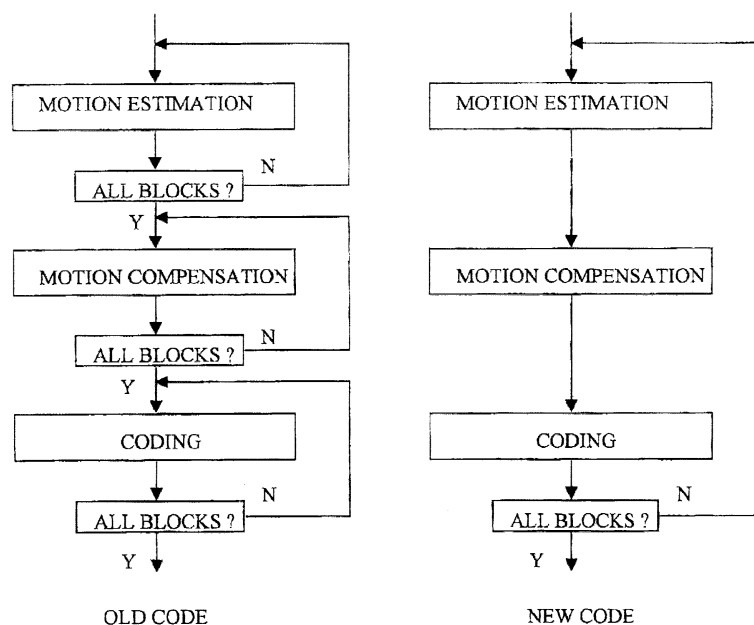 MOTION ESTIMATION
N
ALL BLOCKS ?
Y
MOTION COMPENSATION
N
ALL BLOCKS ?
Y
CODING
N
ALL BLOCKS ?
Y
OLD CODE
MOTION ESTIMATION
MOTION COMPENSATION
CODING
N
ALL BLOCKS ?
Y
NEW CODE